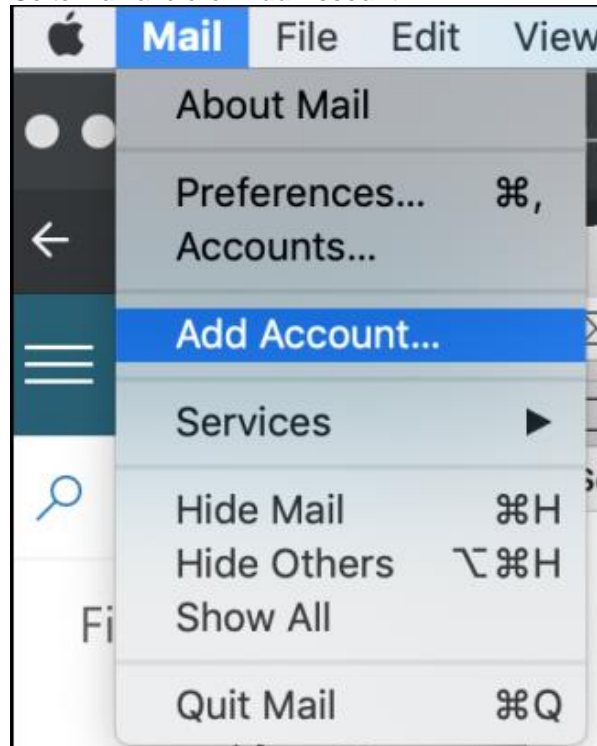 Mail File Edit View
About Mail
Preferences... ⌘,
Accounts...
Add Account...
Services ▶
Hide Mail ⌘H
Hide Others ⌥⌘H
Show All
Fi
Quit Mail ⌘Q